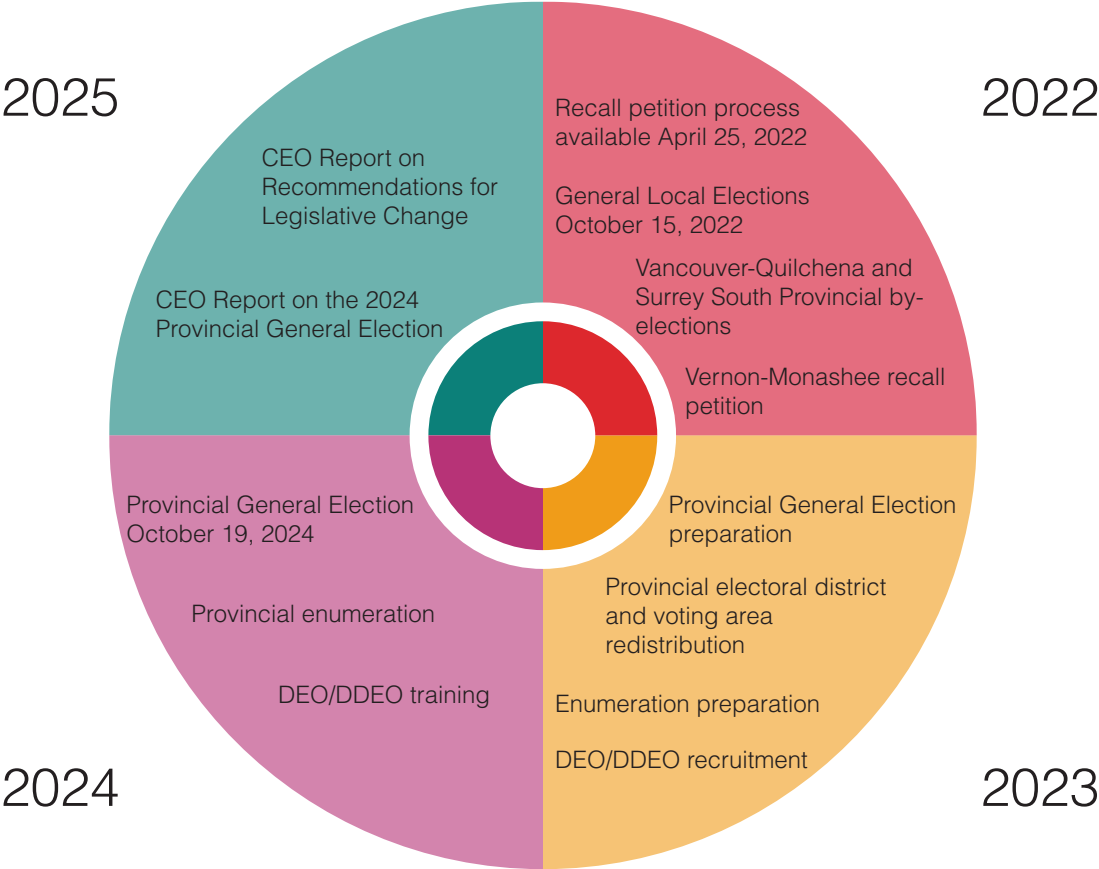 2025
CEO Report on
Recommendations for
Legislative Change
CEO Report on the 2024
Provincial General Election
2022
Recall petition process
available April 25, 2022
General Local Elections
October 15, 2022
Vancouver-Quilchena and
Surrey South Provincial by-
elections
Vernon-Monashee recall
petition
Provincial General Election
October 19, 2024
Provincial enumeration
DEO/DDEO training
2024
Provincial General Election
preparation
Provincial electoral district
and voting area
redistribution
Enumeration preparation
DEO/DDEO recruitment
2023